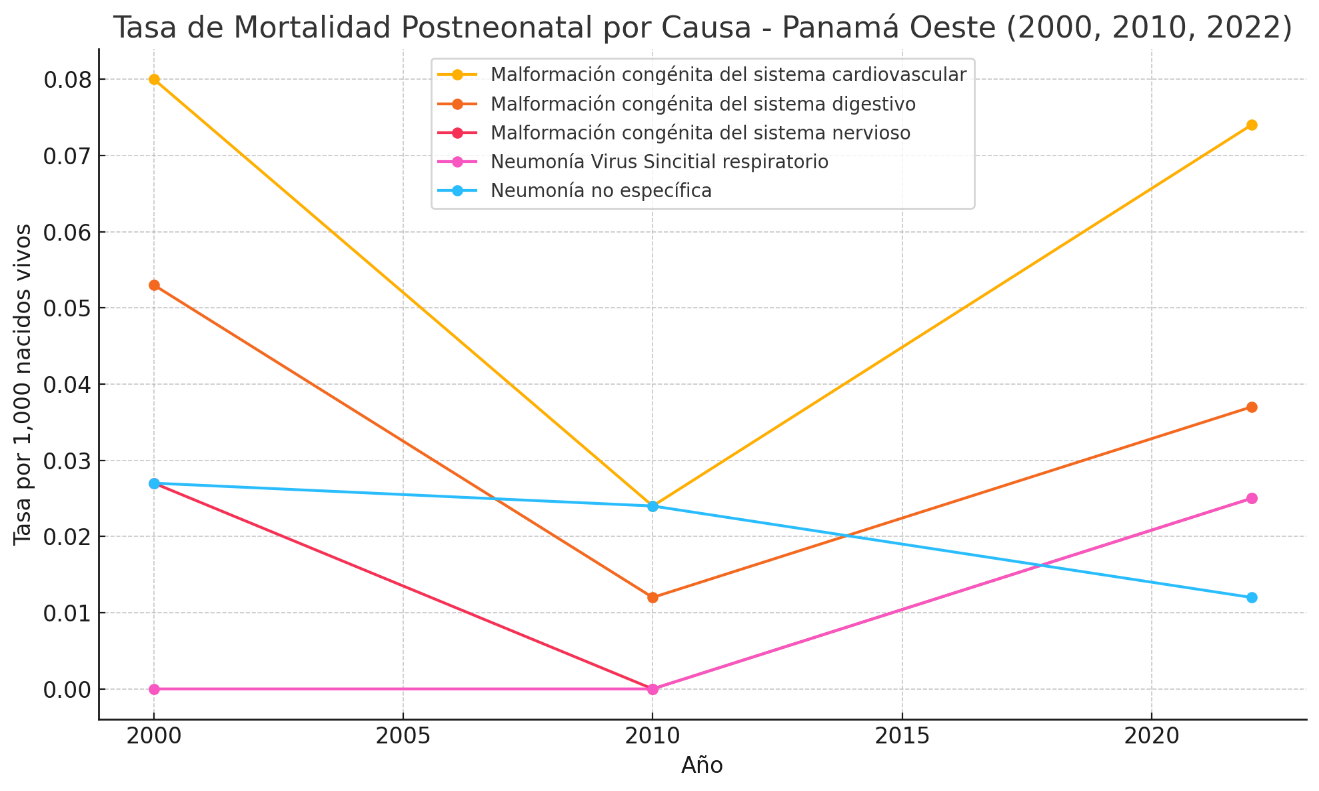 Tasa de Mortalidad Postneonatal por Causa - Panamá Oeste (2000, 2010, 2022)
Malformación congénita del sistema cardiovascular
Malformación congénita del sistema digestivo
Malformación congénita del sistema nervioso
Neumonía Virus Sincitial respiratorio
Neumonía no específica
Tasa por 1,000 nacidos vivos
0.08
0.07
0.06
0.05
0.04
0.03
0.02
0.01
0.00
2000 2005 2010 2015 2020
Año